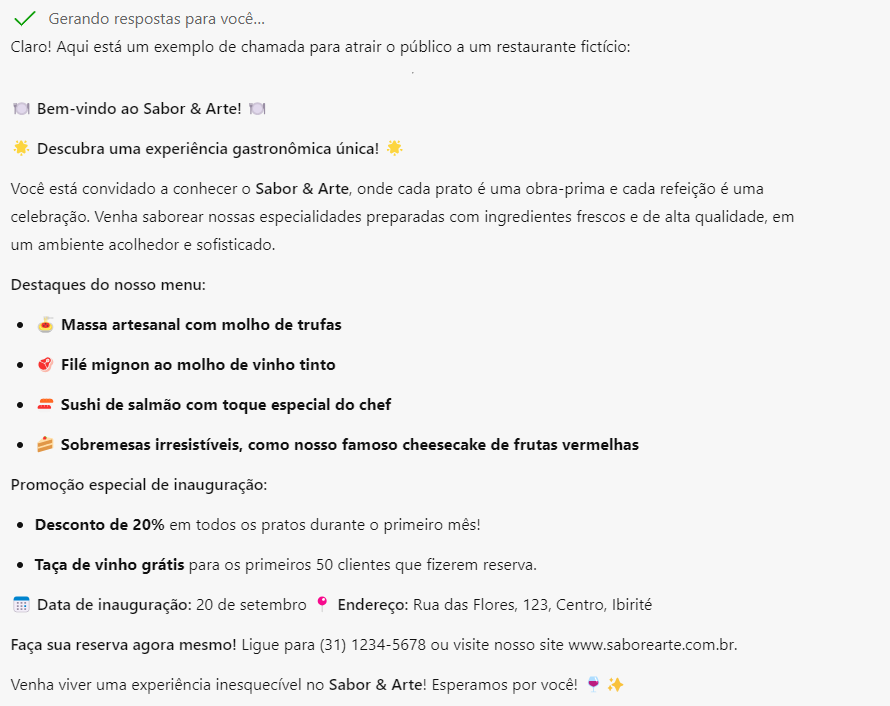 Gerando respostas para você...
Claro! Aqui está um exemplo de chamada para atrair o público a um restaurante fictício:
🍽️ Bem-vindo ao Sabor & Arte! 🍽️
🌟 Descubra uma experiência gastronômica única! 🌟
Você está convidado a conhecer o Sabor & Arte, onde cada prato é uma obra-prima e cada refeição é uma
celebração. Venha saborear nossas especialidades preparadas com ingredientes frescos e de alta qualidade, em
um ambiente acolhedor e sofisticado.
Destaques do nosso menu:
• 🍝 Massa artesanal com molho de trufas
• 🥩 Filé mignon ao molho de vinho tinto
• 🍣 Sushi de salmão com toque especial do chef
• 🍰 Sobremesas irresistíveis, como nosso famoso cheesecake de frutas vermelhas
Promoção especial de inauguração:
• Desconto de 20% em todos os pratos durante o primeiro mês!
• Taça de vinho grátis para os primeiros 50 clientes que fizerem reserva.
📅 Data de inauguração: 20 de setembro 📍 Endereço: Rua das Flores, 123, Centro, Ibirité
Faça sua reserva agora mesmo! Ligue para (31) 1234-5678 ou visite nosso site www.saborearte.com.br.
Venha viver uma experiência inesquecível no Sabor & Arte! Esperamos por você! 🍷✨